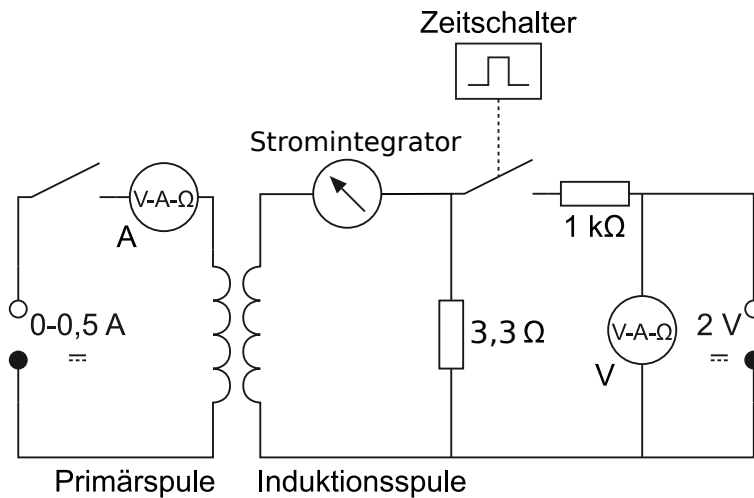 Zeitschalter
Stromintegrator
V-A-Ω
A
1 kΩ
0-0,5 A
3,3 Ω
V-A-Ω
V
2 V
Primärspule
Induktionsspule